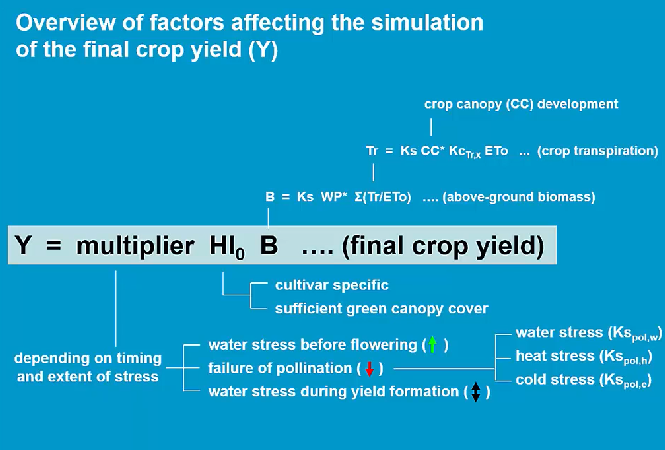 Overview of factors affecting the simulation
of the final crop yield (Y)
crop canopy (CC) development
Tr = Ks CC* KcTr,x ETo ... (crop transpiration)
B = Ks WP* Σ(Tr/ETo) .... (above-ground biomass)
Y = multiplier HI0 B .... (final crop yield)
cultivar specific
sufficient green canopy cover
depending on timing
and extent of stress
water stress before flowering (↑)
failure of pollination (↓)
water stress during yield formation (↕)
water stress (Kspol,w)
heat stress (Kspol,h)
cold stress (Kspol,c)